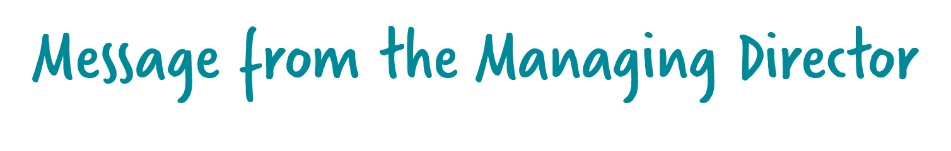 Message from the Managing Director